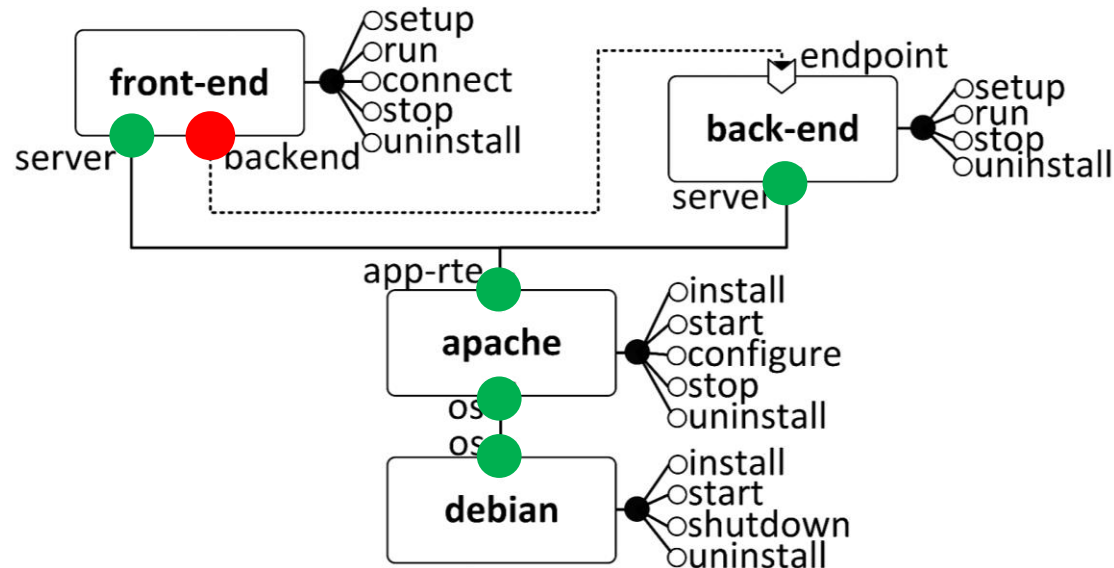 setup
run
front-end
connect
stop
uninstall
server
backend
endpoint
back-end
setup
run
stop
uninstall
server
app-rte
apache
install
start
configure
stop
uninstall
os
os
debian
install
start
shutdown
uninstall